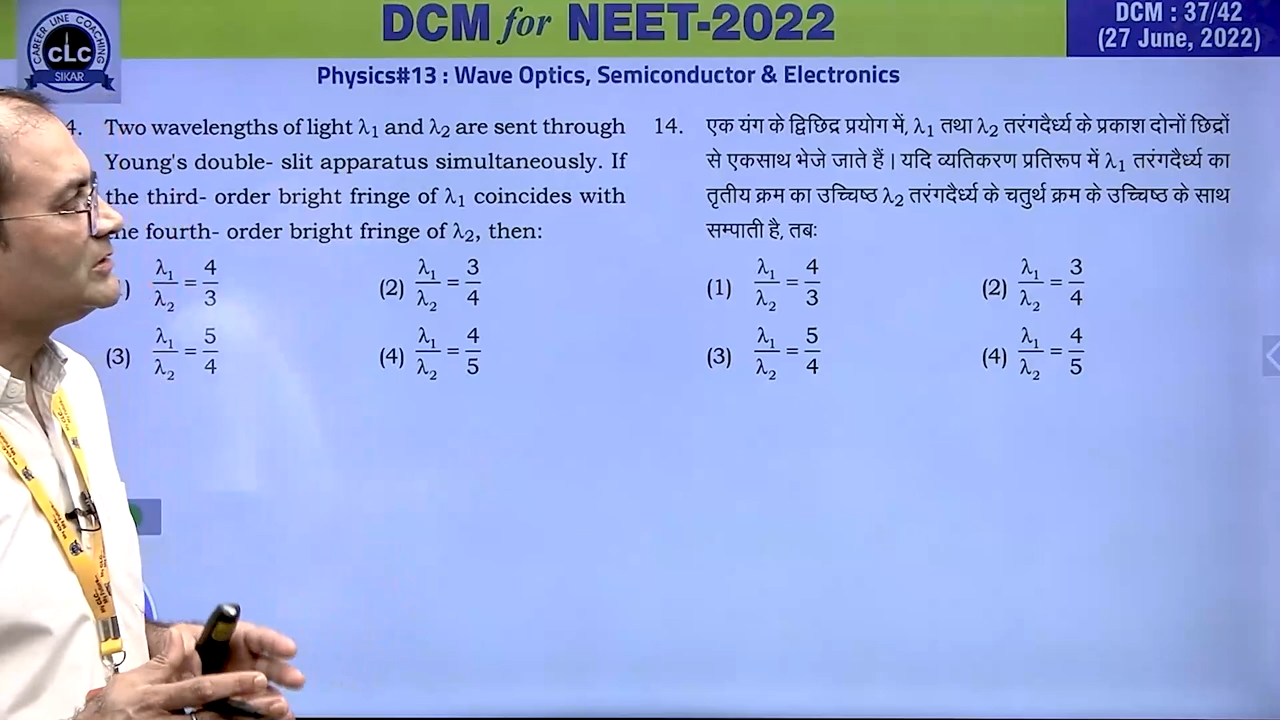 DCM for NEET-2022
DCM : 37/42
(27 June, 2022)
CAREER LINE COACHING
CLC
SIKAR
Physics#13 : Wave Optics, Semiconductor & Electronics
4. Two wavelengths of light λ₁ and λ₂ are sent through
Young's double- slit apparatus simultaneously. If
the third- order bright fringe of λ₁ coincides with
fourth- order bright fringe of λ₂, then:
) λ₁/λ₂ = 4/3 (2) λ₁/λ₂ = 3/4
(3) λ₁/λ₂ = 5/4 (4) λ₁/λ₂ = 4/5
14. एक यंग के द्विछिद्र प्रयोग में, λ₁ तथा λ₂ तरंगदैर्ध्य के प्रकाश दोनों छिद्रों
से एकसाथ भेजे जाते हैं। यदि व्यतिकरण प्रतिरूप में λ₁ तरंगदैर्ध्य का
तृतीय क्रम का उच्चिष्ठ λ₂ तरंगदैर्ध्य के चतुर्थ क्रम के उच्चिष्ठ के साथ
सम्पाती है, तबः
(1) λ₁/λ₂ = 4/3 (2) λ₁/λ₂ = 3/4
(3) λ₁/λ₂ = 5/4 (4) λ₁/λ₂ = 4/5